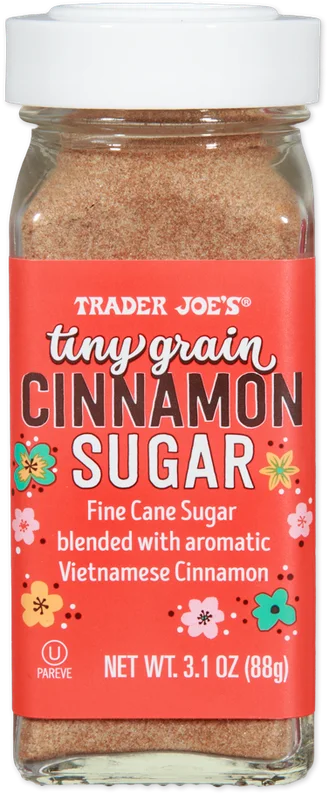 TRADER JOE'S®
tiny grain
CINNAMON
SUGAR
Fine Cane Sugar
blended with aromatic
Vietnamese Cinnamon
U
PAREVE
NET WT. 3.1 OZ (88g)